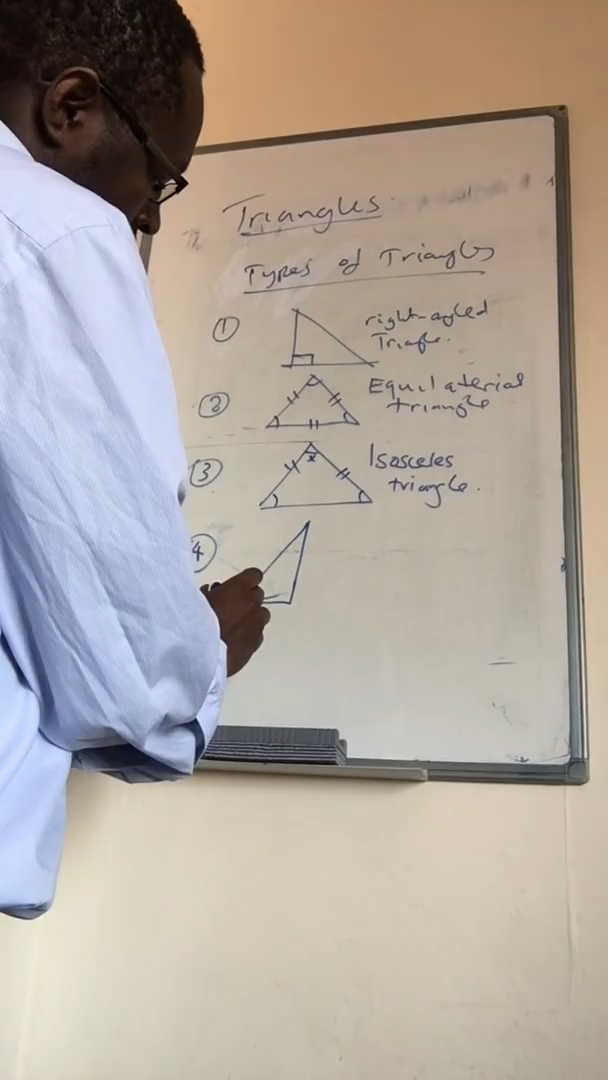 Triangles
Types of Triangles
① right-angled
Triangle.
② Equilaterial
triangle
③ x Isosceles
triangle.
④